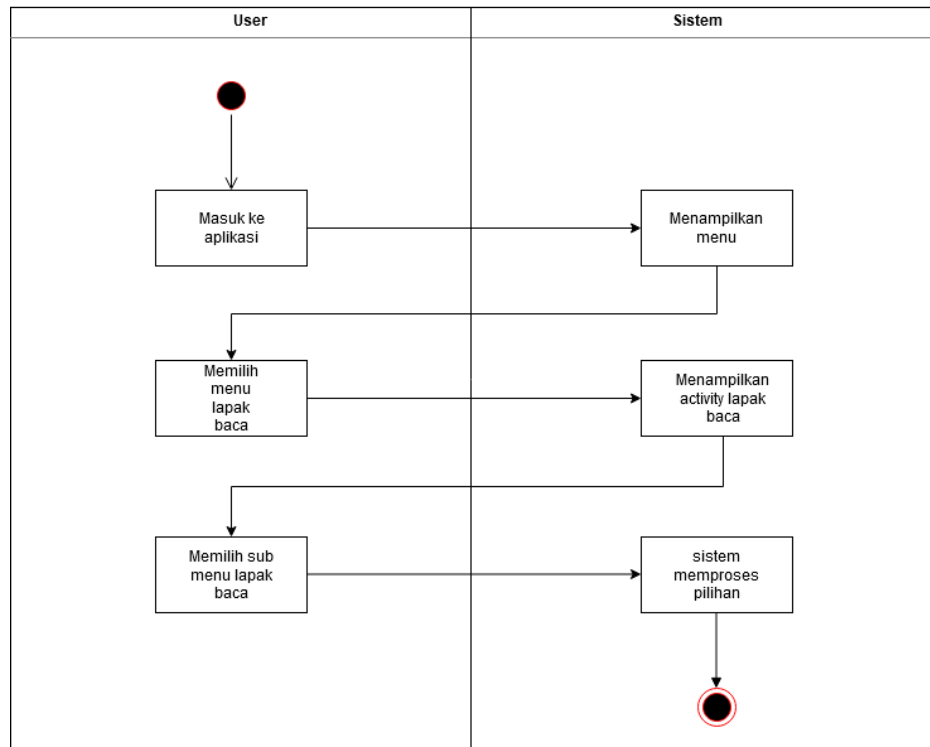 User
Sistem
Masuk ke
aplikasi
Menampilkan
menu
Memilih
menu
lapak
baca
Menampilkan
activity lapak
baca
Memilih sub
menu lapak
baca
sistem
memproses
pilihan